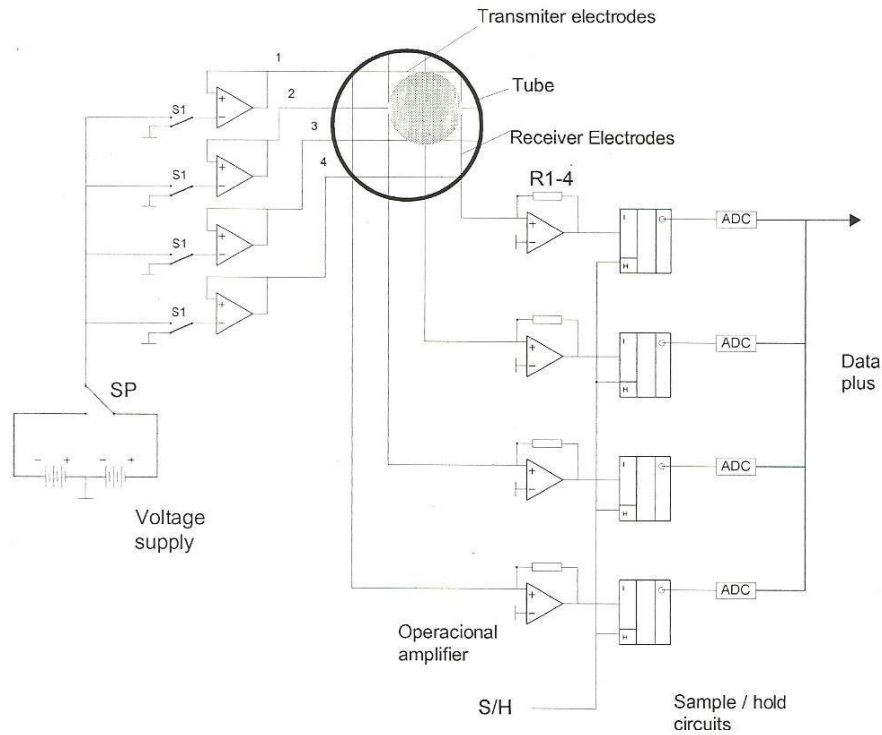 Transmiter electrodes
Tube
Receiver Electrodes
1
2
3
4
S1
S1
S1
S1
+
−
+
−
+
−
+
−
SP
− + − +
Voltage
supply
R1-4
+
−
I
H
ADC
+
−
I
H
ADC
Data
plus
+
−
I
H
ADC
+
−
I
H
ADC
Operacional
amplifier
S/H
Sample / hold
circuits